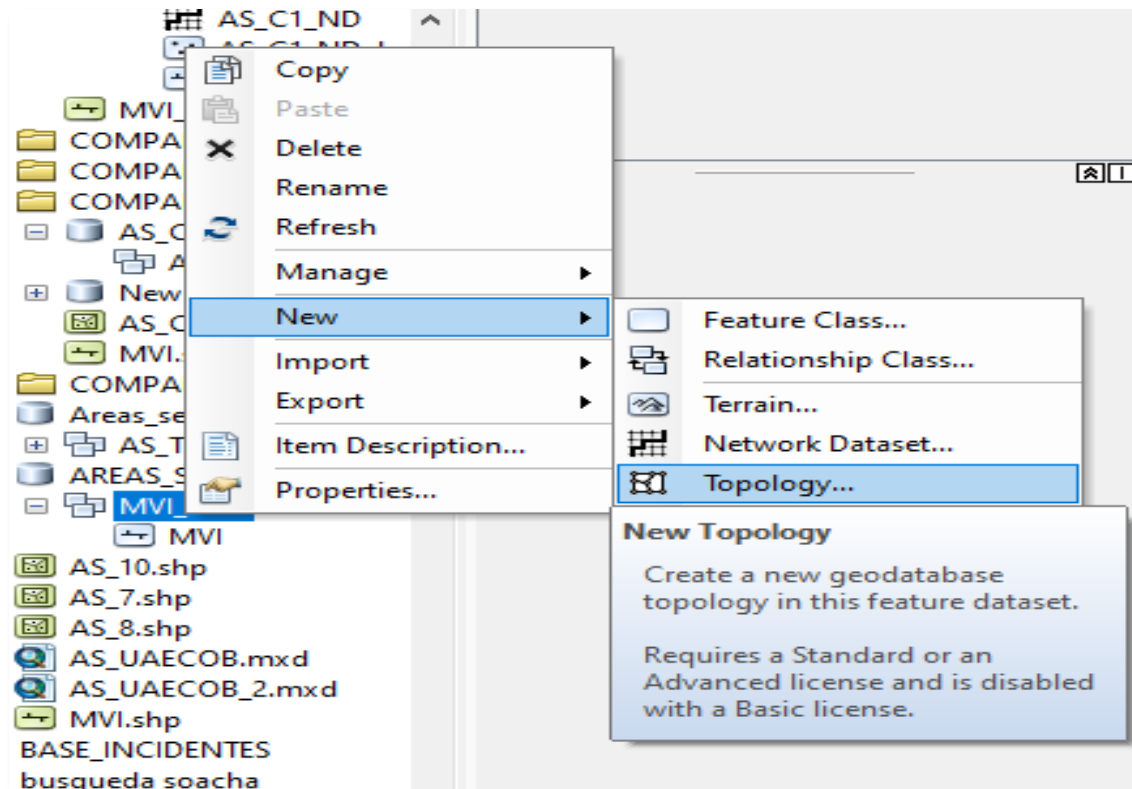 AS_C1_ND
MVI_
COMPA
COMPA
COMPA
AS_C
A
New
AS_C
MVI.
COMPA
Areas_se
AS_T
AREAS_S
MVI_
MVI
AS_10.shp
AS_7.shp
AS_8.shp
AS_UAECOB.mxd
AS_UAECOB_2.mxd
MVI.shp
BASE_INCIDENTES
busqueda soacha
Copy
Paste
Delete
Rename
Refresh
Manage
New
Import
Export
Item Description...
Properties...
Feature Class...
Relationship Class...
Terrain...
Network Dataset...
Topology...
New Topology
Create a new geodatabase
topology in this feature dataset.
Requires a Standard or an
Advanced license and is disabled
with a Basic license.